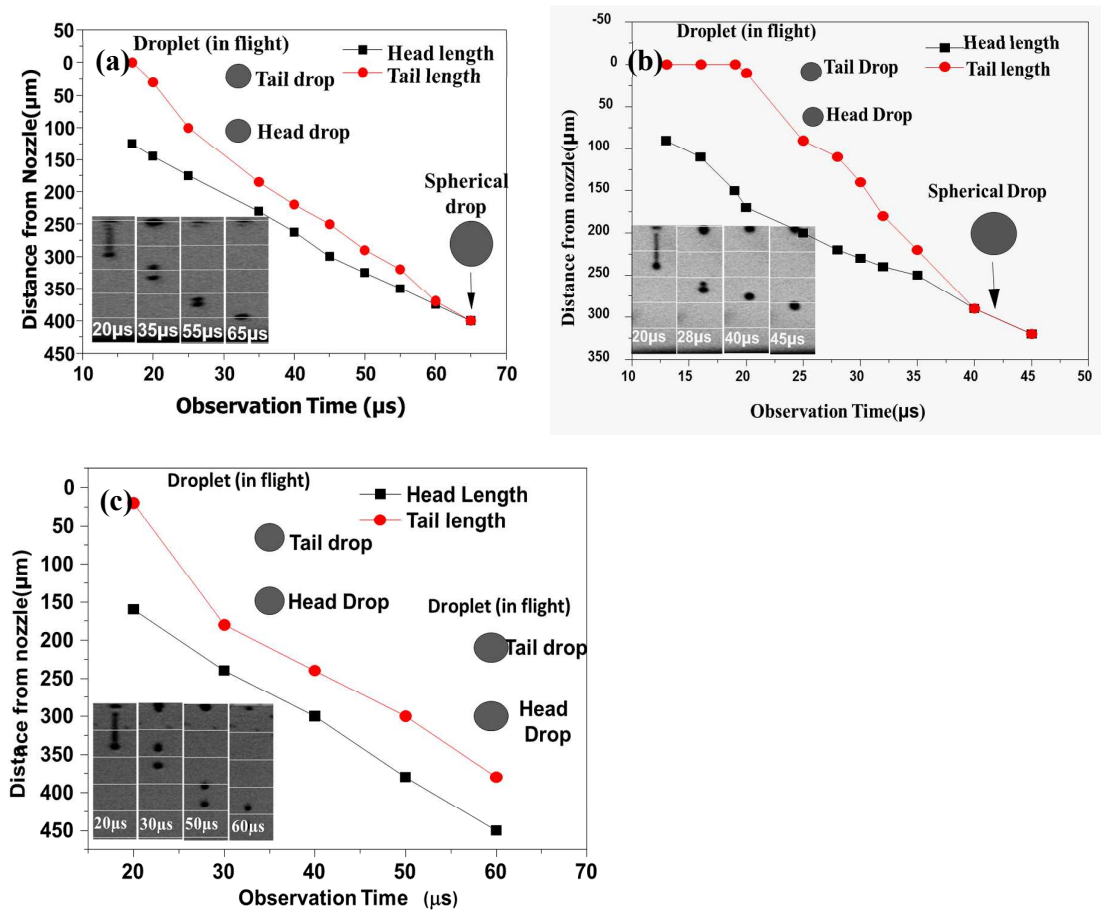 (a)
Droplet (in flight)
Head length
Tail length
Tail drop
Head drop
Spherical
drop
50
0
50
100
150
200
250
300
350
400
450
Distance from Nozzle(µm)
20µs 35µs 55µs 65µs
10 20 30 40 50 60 70
Observation Time (µs)
(b)
Droplet (in flight)
Head length
Tail length
Tail Drop
Head Drop
Spherical Drop
-50
0
50
100
150
200
250
300
350
Distance from nozzle(µm)
20µs 28µs 40µs 45µs
10 15 20 25 30 35 40 45 50
Observation Time(µs)
(c)
Droplet (in flight)
Head Length
Tail length
Tail drop
Head Drop
Droplet (in flight)
Tail drop
Head
Drop
0
50
100
150
200
250
300
350
400
450
Distance from nozzle(µm)
20µs 30µs 50µs 60µs
20 30 40 50 60 70
Observation Time (µs)